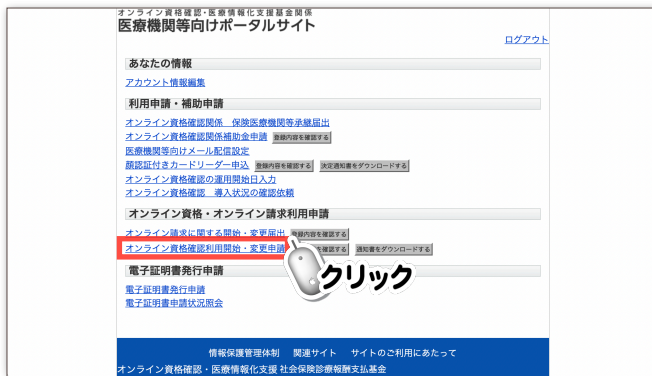 オンライン資格確認・医療情報化支援基金関係
医療機関等向けポータルサイト
ログアウト
あなたの情報
アカウント情報編集
利用申請・補助申請
オンライン資格確認関係 保険医療機関等承継届出
オンライン資格確認関係補助金申請 登録内容を確認する
医療機関等向けメール配信設定
顔認証付きカードリーダー申込 登録内容を確認する 決定通知書をダウンロードする
オンライン資格確認の運用開始日入力
オンライン資格確認 導入状況の確認依頼
オンライン資格・オンライン請求利用申請
オンライン請求に関する開始・変更届出 登録内容を確認する
オンライン資格確認利用開始・変更申請 を確認する 通知書をダウンロードする
クリック
電子証明書発行申請
電子証明書発行申請
電子証明書申請状況照会
情報保護管理体制 関連サイト サイトのご利用にあたって
オンライン資格確認・医療情報化支援 社会保険診療報酬支払基金